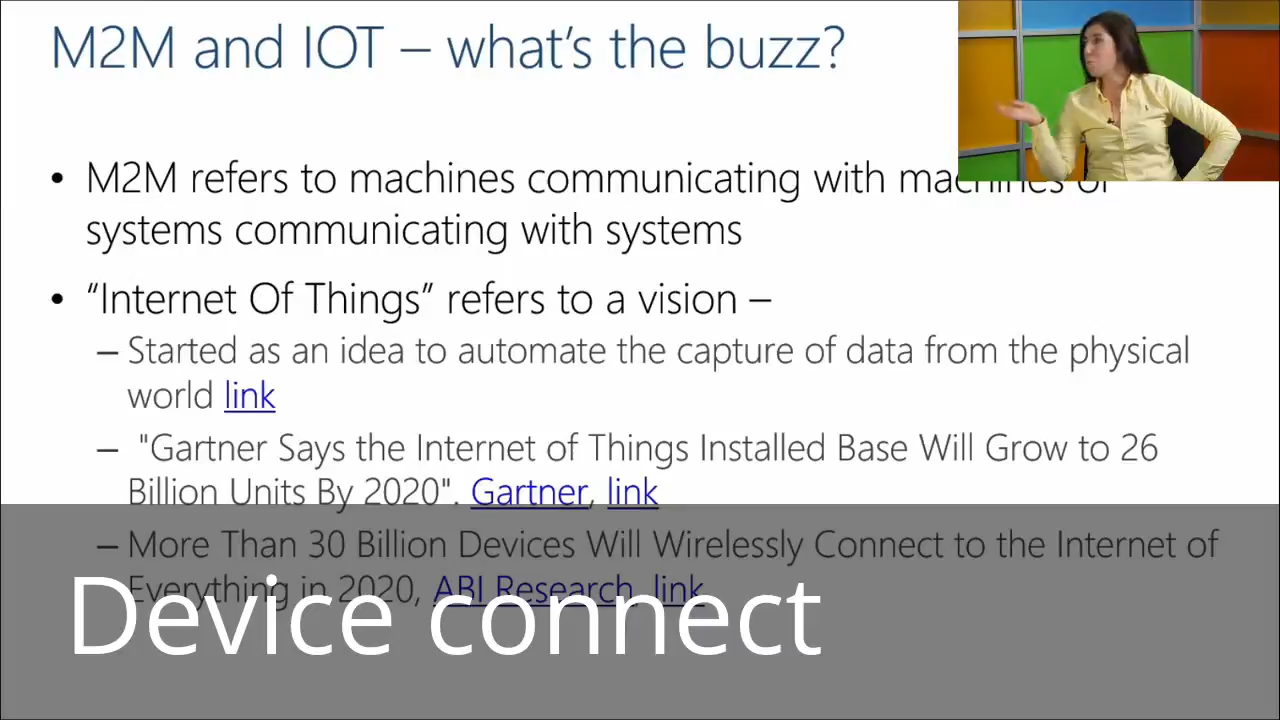 M2M and IOT – what's the buzz?
• M2M refers to machines communicating with machines or
systems communicating with systems
• “Internet Of Things” refers to a vision –
– Started as an idea to automate the capture of data from the physical
world link
– "Gartner Says the Internet of Things Installed Base Will Grow to 26
Billion Units By 2020". Gartner, link
– More Than 30 Billion Devices Will Wirelessly Connect to the Internet of
Everything in 2020, ABI Research, link
Device connect